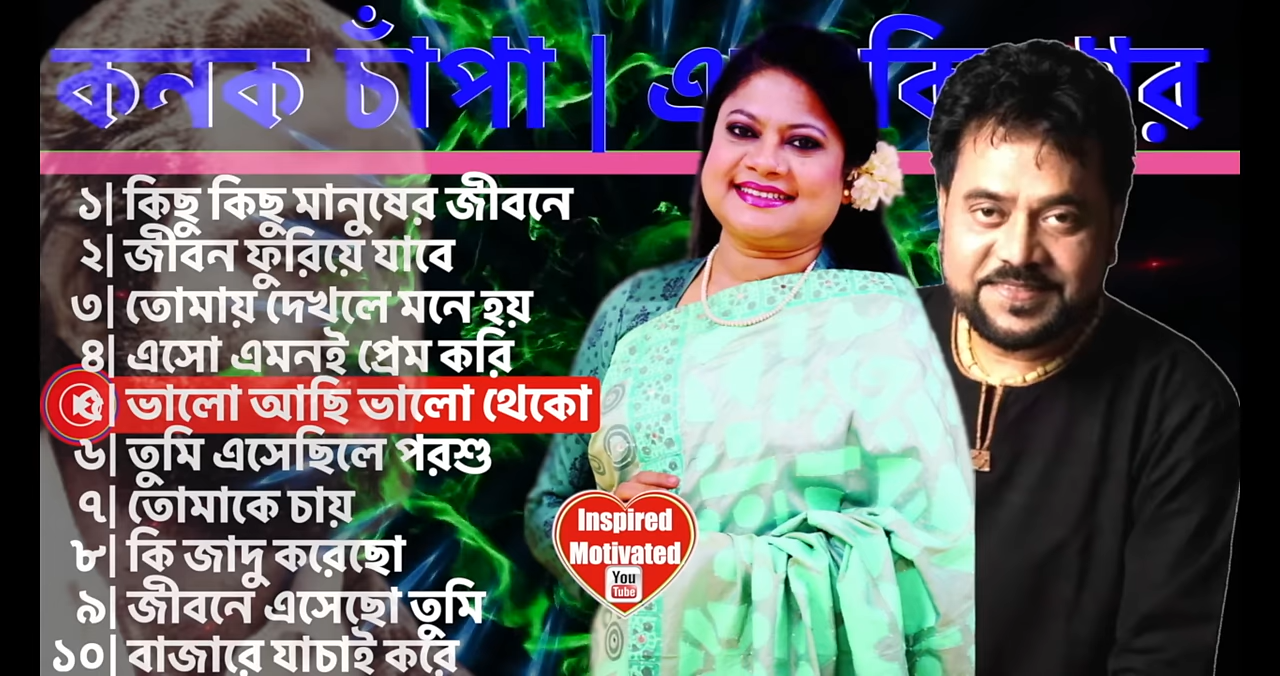 কনক চাঁপা |
১| কিছু কিছু মানুষের জীবনে
২| জীবন ফুরিয়ে যাবে
৩| তোমায় দেখলে মনে হয়
৪| এসো এমনই প্রেম করি
৫| ভালো আছি ভালো থেকো
৬| তুমি এসেছিলে পরশু
৭| তোমাকে চায়
৮| কি জাদু করেছো
৯| জীবনে এসেছো তুমি
১০| বাজারে যাচাই করে
Inspired
Motivated
You
Tube